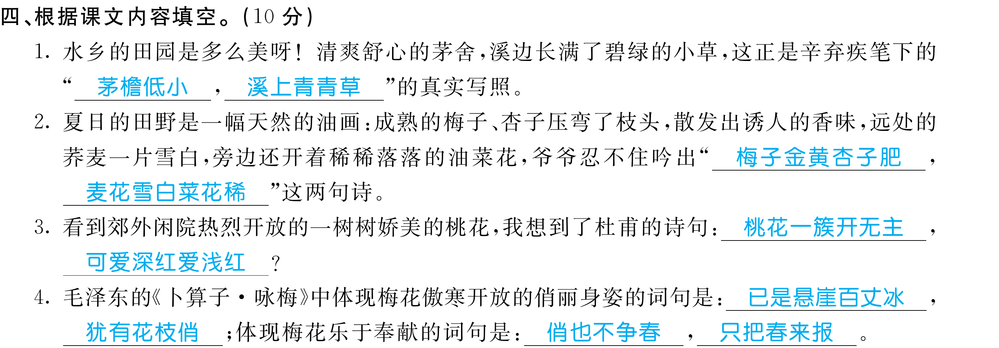 四、根据课文内容填空。(10 分)
1. 水乡的田园是多么美呀！清爽舒心的茅舍，溪边长满了碧绿的小草，这正是辛弃疾笔下的
“茅檐低小，溪上青青草”的真实写照。
2. 夏日的田野是一幅天然的油画：成熟的梅子、杏子压弯了枝头，散发出诱人的香味，远处的
荞麦一片雪白，旁边还开着稀稀落落的油菜花，爷爷忍不住吟出“梅子金黄杏子肥，
麦花雪白菜花稀”这两句诗。
3. 看到郊外闲院热烈开放的一树树娇美的桃花，我想到了杜甫的诗句：桃花一簇开无主，
可爱深红爱浅红？
4. 毛泽东的《卜算子·咏梅》中体现梅花傲寒开放的俏丽身姿的词句是：已是悬崖百丈冰，
犹有花枝俏；体现梅花乐于奉献的词句是：俏也不争春，只把春来报。